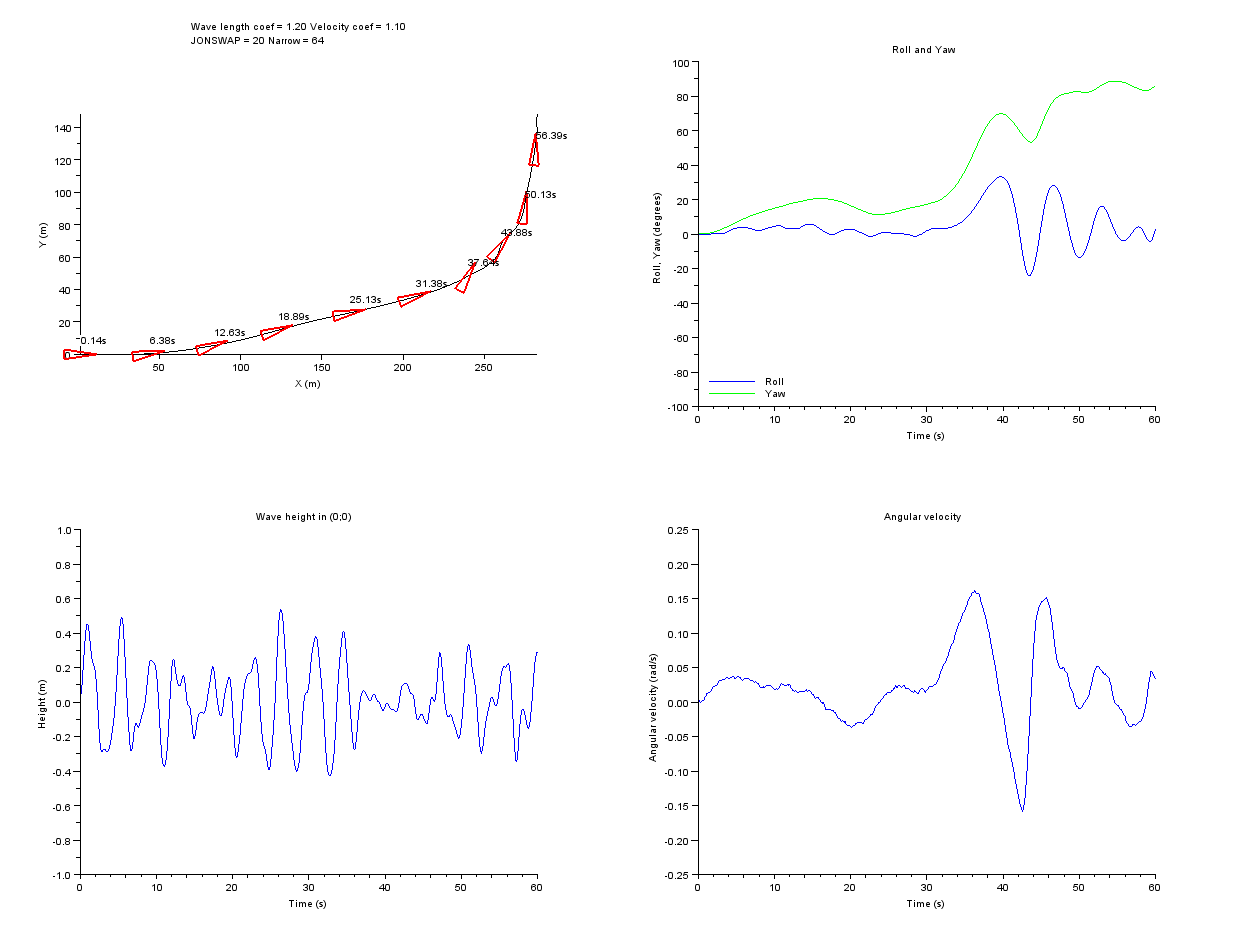 Wave length coef = 1.20 Velocity coef = 1.10
JONSWAP = 20 Narrow = 64
140
120
100
80
60
40
20
0
50
100
150
200
250
Y (m)
X (m)
0.14s
6.38s
12.63s
18.89s
25.13s
31.38s
37.64s
43.88s
50.13s
56.39s
Roll and Yaw
100
80
60
40
20
0
-20
-40
-60
-80
-100
0
10
20
30
40
50
60
Roll, Yaw (degrees)
Time (s)
Roll
Yaw
Wave height in (0;0)
1.0
0.8
0.6
0.4
0.2
0.0
-0.2
-0.4
-0.6
-0.8
-1.0
0
10
20
30
40
50
60
Height (m)
Time (s)
Angular velocity
0.25
0.20
0.15
0.10
0.05
0.00
-0.05
-0.10
-0.15
-0.20
-0.25
0
10
20
30
40
50
60
Angular velocity (rad/s)
Time (s)